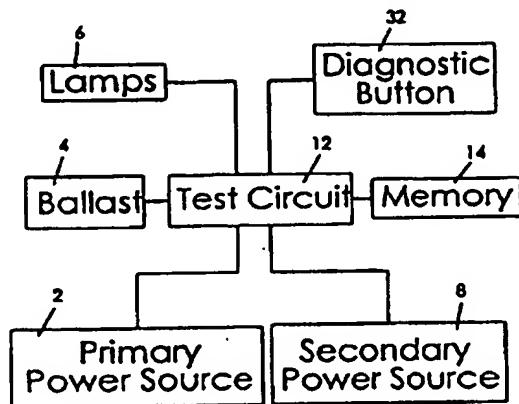 6
Lamps
32
Diagnostic
Button
4
Ballast
12
Test Circuit
14
Memory
2
Primary
Power Source
8
Secondary
Power Source